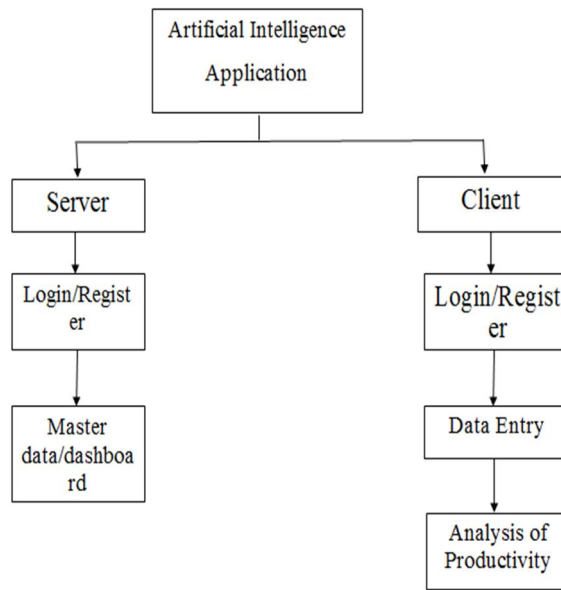 Artificial Intelligence
Application
Server
Client
Login/Regist
er
Login/Regist
er
Master
data/dashboa
rd
Data Entry
Analysis of
Productivity